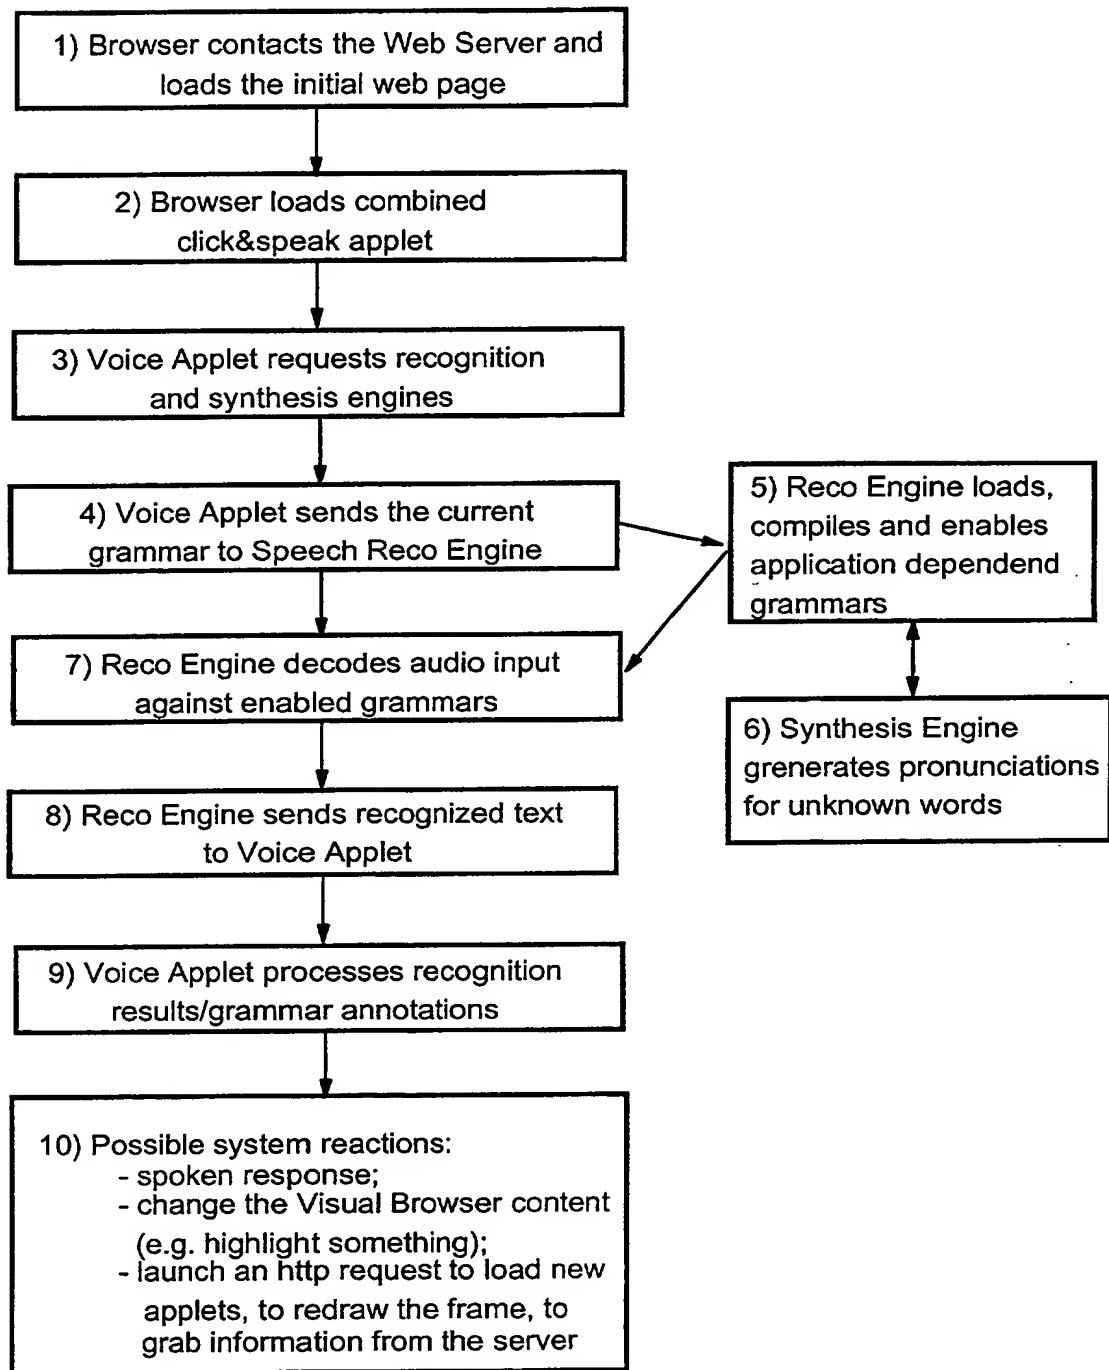 1) Browser contacts the Web Server and
loads the initial web page
2) Browser loads combined
click&speak applet
3) Voice Applet requests recognition
and synthesis engines
4) Voice Applet sends the current
grammar to Speech Reco Engine
5) Reco Engine loads,
compiles and enables
application dependend
grammars
6) Synthesis Engine
grenerates pronunciations
for unknown words
7) Reco Engine decodes audio input
against enabled grammars
8) Reco Engine sends recognized text
to Voice Applet
9) Voice Applet processes recognition
results/grammar annotations
10) Possible system reactions:
- spoken response;
- change the Visual Browser content
(e.g. highlight something);
- launch an http request to load new
applets, to redraw the frame, to
grab information from the server